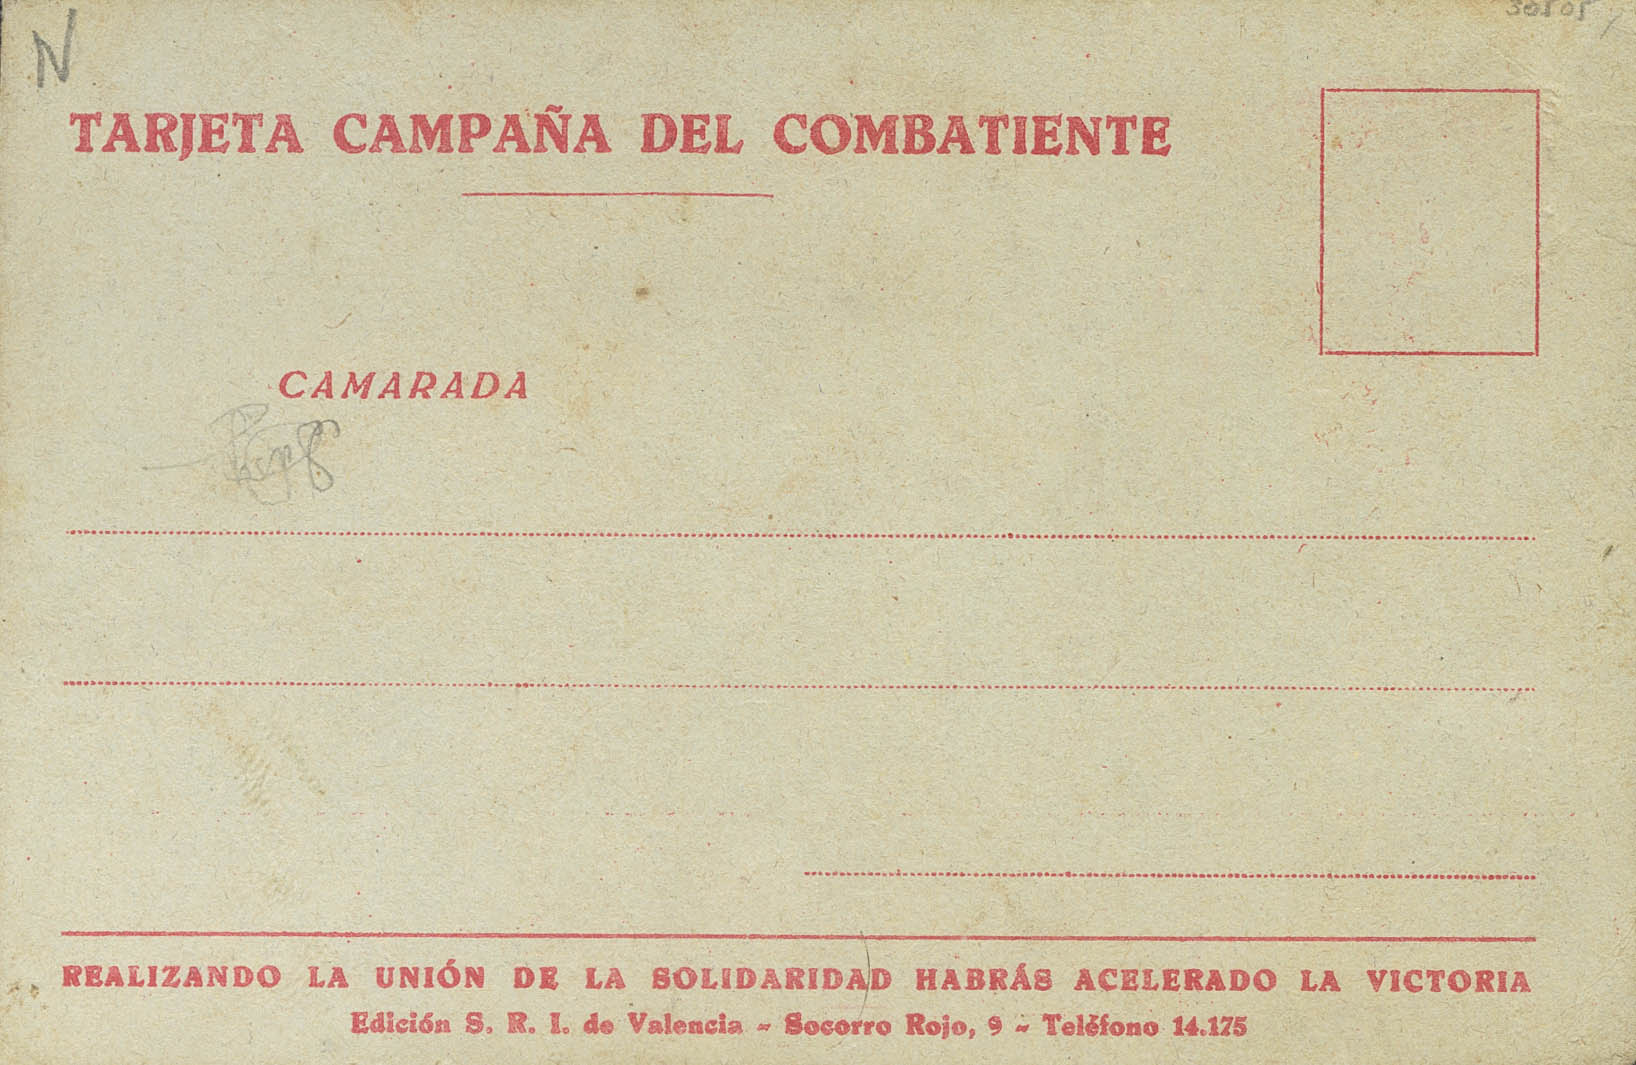 N
30505
TARJETA CAMPAÑA DEL COMBATIENTE
CAMARADA
REALIZANDO LA UNIÓN DE LA SOLIDARIDAD HABRÁS ACELERADO LA VICTORIA
Edición S. R. I. de Valencia - Socorro Rojo, 9 - Teléfono 14.175